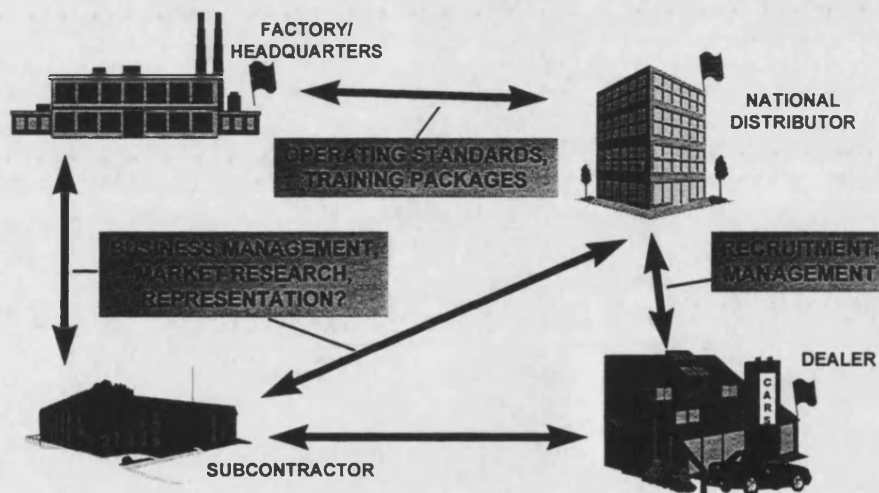 FACTORY/
HEADQUARTERS
NATIONAL
DISTRIBUTOR
OPERATING STANDARDS,
TRAINING PACKAGES
BUSINESS MANAGEMENT,
MARKET RESEARCH,
REPRESENTATION?
RECRUITMENT,
MANAGEMENT
DEALER
CARS
SUBCONTRACTOR